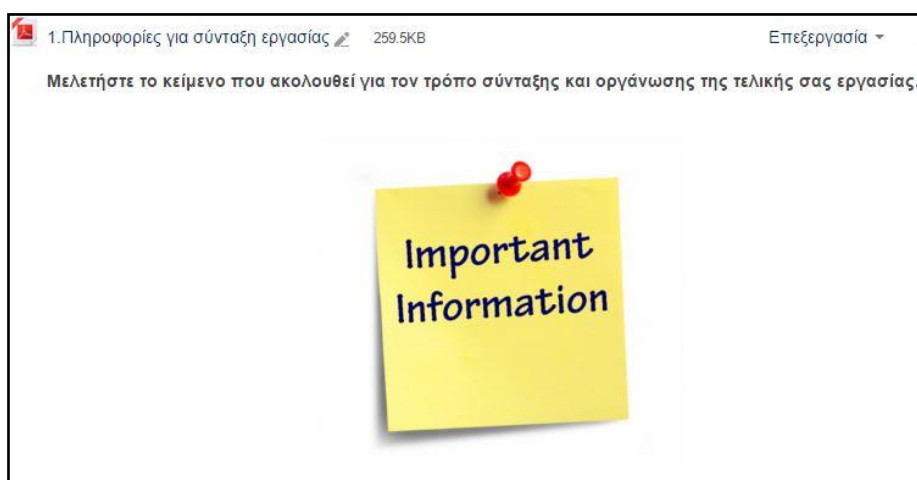 1.Πληροφορίες για σύνταξη εργασίας 259.5KB Επεξεργασία
Μελετήστε το κείμενο που ακολουθεί για τον τρόπο σύνταξης και οργάνωσης της τελικής σας εργασίας.
Important
Information